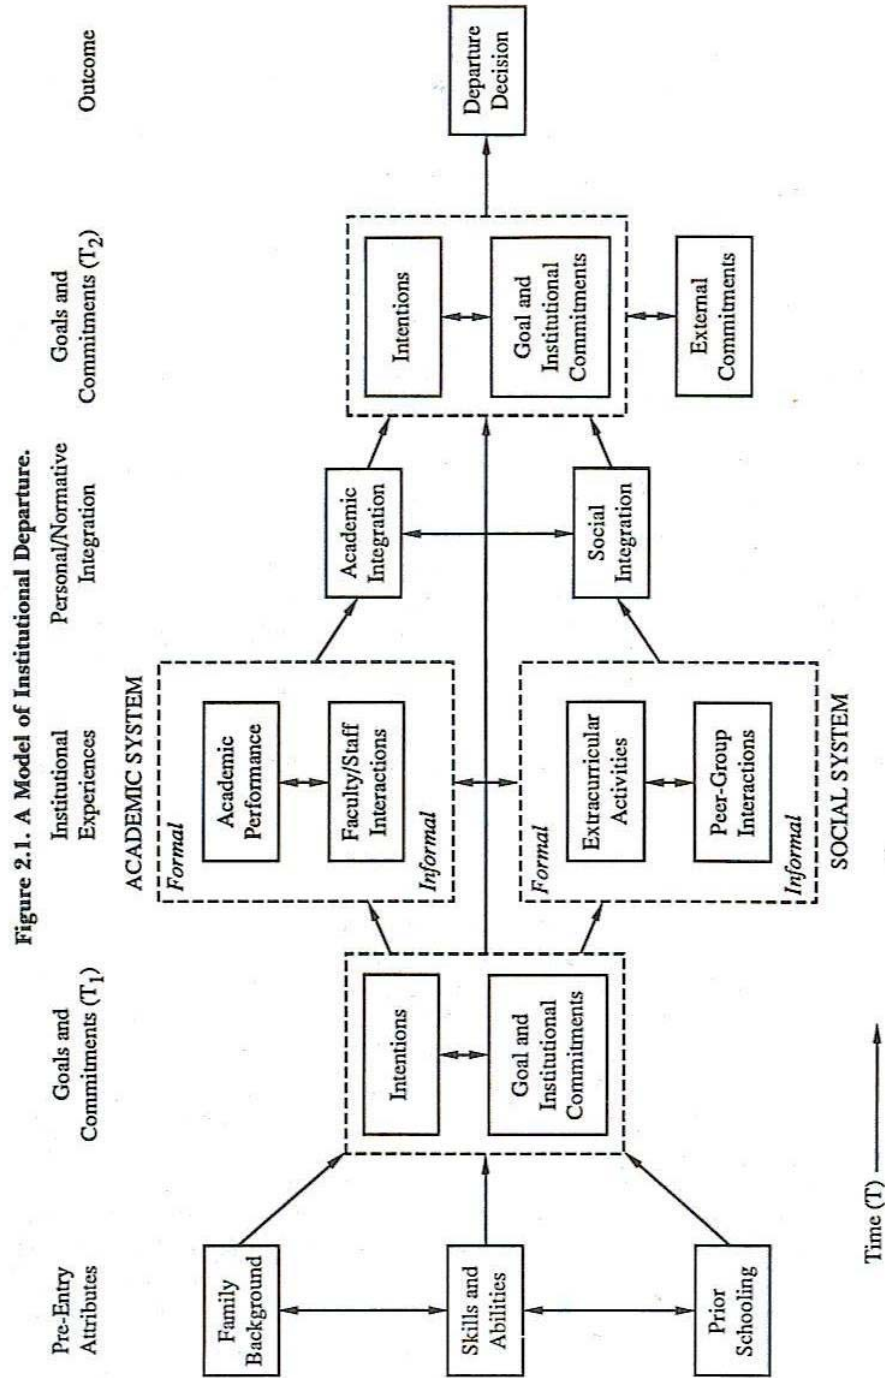 Figure 2.1. A Model of Institutional Departure.
Pre-Entry
Attributes
Goals and
Commitments (T₁)
Institutional
Experiences
Personal/Normative
Integration
Goals and
Commitments (T₂)
Outcome
Family
Background
Skills and
Abilities
Prior
Schooling
Intentions
Goal and
Institutional
Commitments
ACADEMIC SYSTEM
Formal
Academic
Performance
Faculty/Staff
Interactions
Informal
Formal
Extracurricular
Activities
Peer-Group
Interactions
Informal
SOCIAL SYSTEM
Academic
Integration
Social
Integration
Intentions
Goal and
Institutional
Commitments
External
Commitments
Departure
Decision
Time (T)